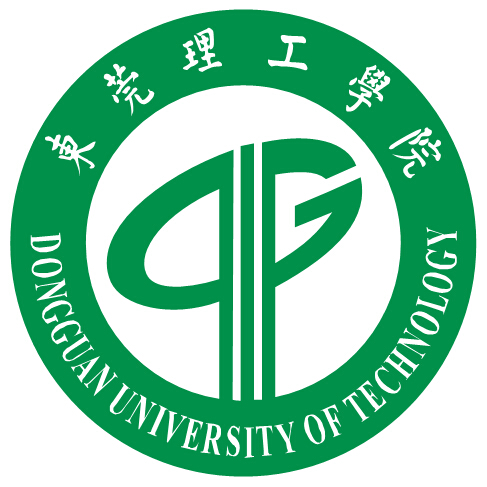 東莞理工學院
DONGGUAN UNIVERSITY OF TECHNOLOGY